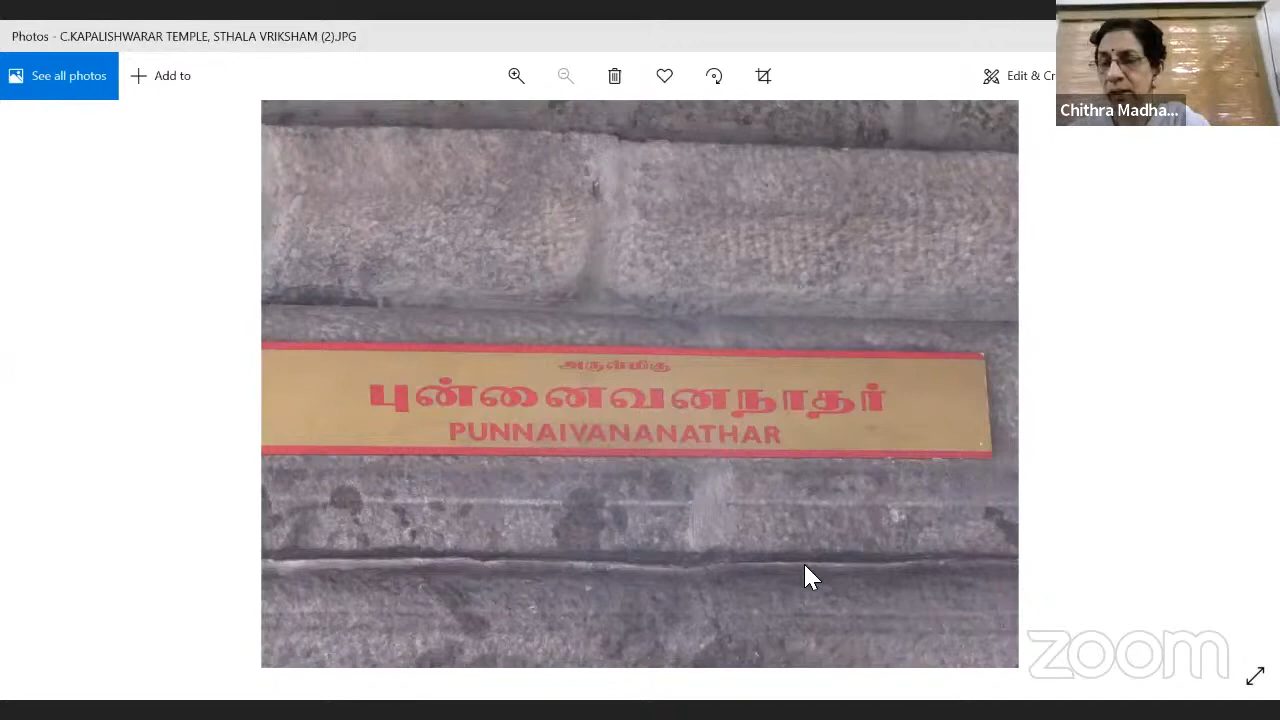 Photos - C.KAPALISHWARAR TEMPLE, STHALA VRIKSHAM (2).JPG
See all photos
Add to
Edit & Cr
Chithra Madha...
அருள்மிகு
புன்னைவனநாதர்
PUNNAIVANANATHAR
zoom